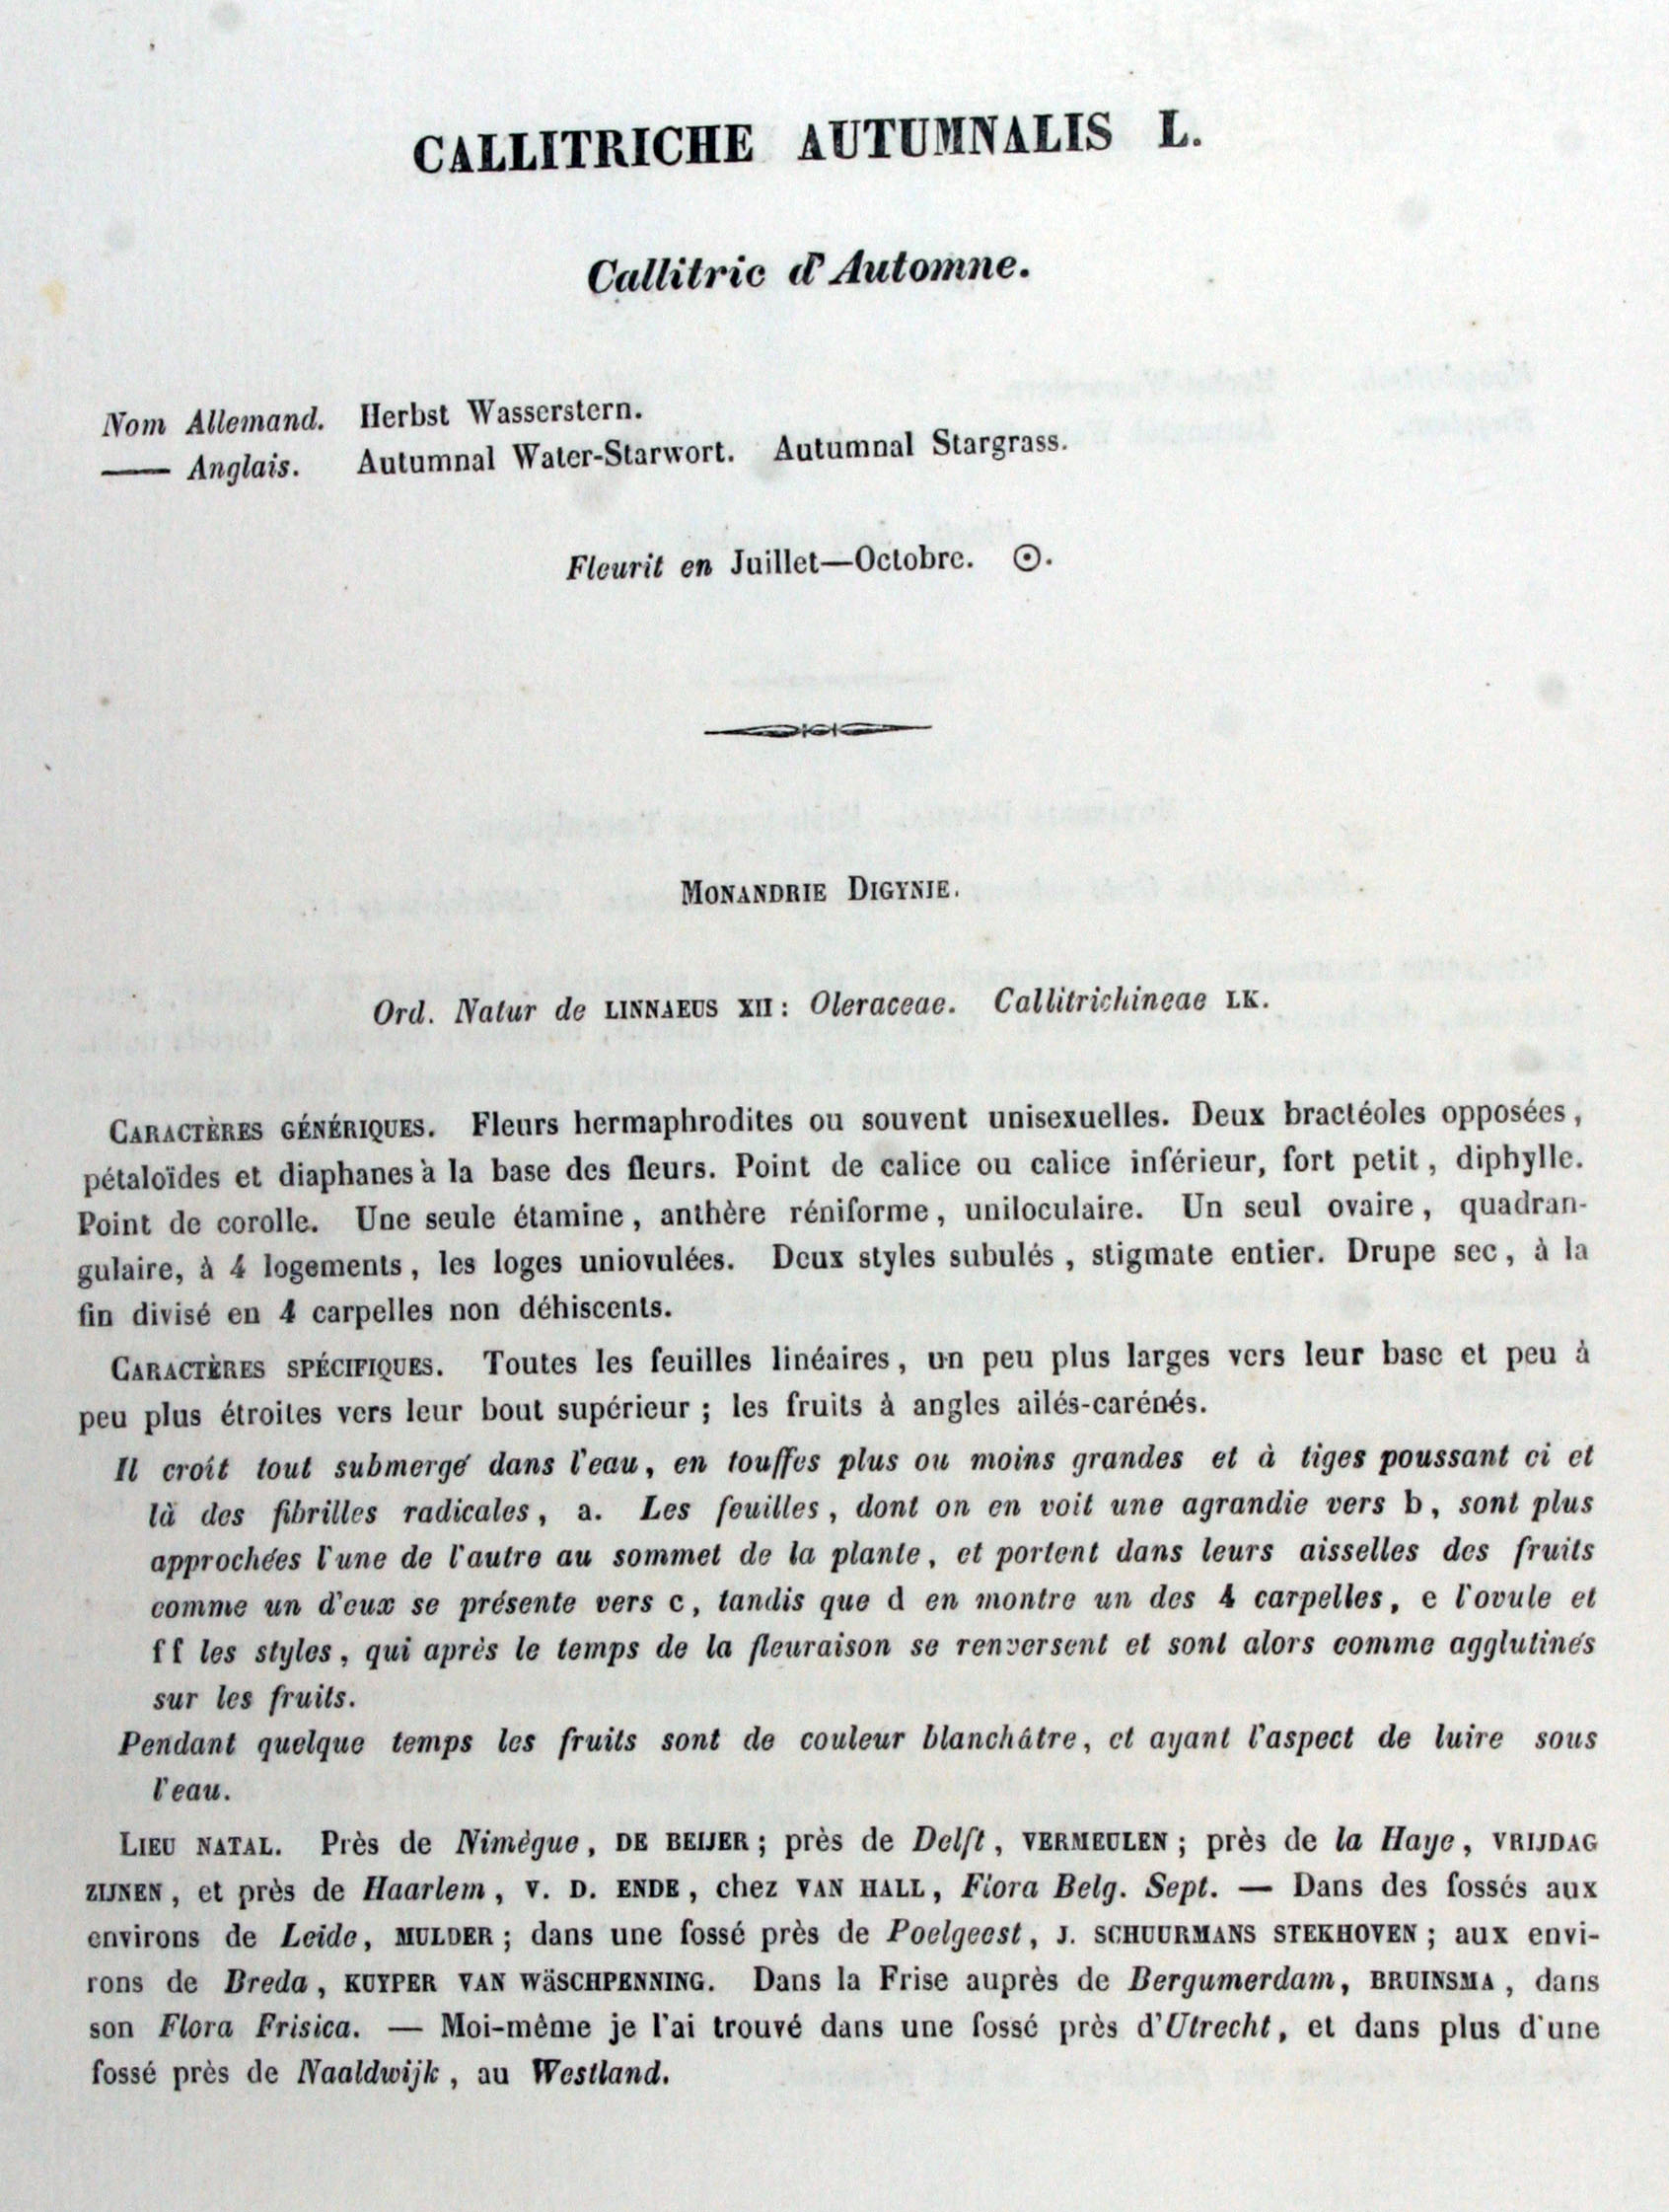 CALLITRICHE AUTUMNALIS L.
Callitric d'Automne.
Nom Allemand. Herbst Wasserstern.
—— Anglais. Autumnal Water-Starwort. Autumnal Stargrass.
Fleurit en Juillet—Octobre. ⊙.
MONANDRIE DIGYNIE.
Ord. Natur de LINNAEUS XII: Oleraceae. Callitrichineae LK.
CARACTÈRES GÉNÉRIQUES. Fleurs hermaphrodites ou souvent unisexuelles. Deux bractéoles opposées,
pétaloïdes et diaphanes à la base des fleurs. Point de calice ou calice inférieur, fort petit, diphylle.
Point de corolle. Une seule étamine, anthère réniforme, uniloculaire. Un seul ovaire, quadran-
gulaire, à 4 logements, les loges uniovulées. Deux styles subulés, stigmate entier. Drupe sec, à la
fin divisé en 4 carpelles non déhiscents.
CARACTÈRES SPÉCIFIQUES. Toutes les feuilles linéaires, un peu plus larges vers leur base et peu à
peu plus étroites vers leur bout supérieur; les fruits à angles ailés-carénés.
Il croit tout submergé dans l'eau, en touffes plus ou moins grandes et à tiges poussant ci et
là des fibrilles radicales, a. Les feuilles, dont on en voit une agrandie vers b, sont plus
approchées l'une de l'autre au sommet de la plante, et portent dans leurs aisselles des fruits
comme un d'eux se présente vers c, tandis que d en montre un des 4 carpelles, e l'ovule et
ff les styles, qui après le temps de la fleuraison se renversent et sont alors comme agglutinés
sur les fruits.
Pendant quelque temps les fruits sont de couleur blanchâtre, et ayant l'aspect de luire sous
l'eau.
LIEU NATAL. Près de Nimègue, DE BEIJER; près de Delft, VERMEULEN; près de la Haye, VRIJDAG
ZIJNEN, et près de Haarlem, V. D. ENDE, chez VAN HALL, Flora Belg. Sept. — Dans des fossés aux
environs de Leide, MULDER; dans une fossé près de Poelgeest, J. SCHUURMANS STEKHOVEN; aux envi-
rons de Breda, KUYPER VAN WÄSCHPENNING. Dans la Frise auprès de Bergumerdam, BRUINSMA, dans
son Flora Frisica. — Moi-même je l'ai trouvé dans une fossé près d'Utrecht, et dans plus d'une
fossé près de Naaldwijk, au Westland.